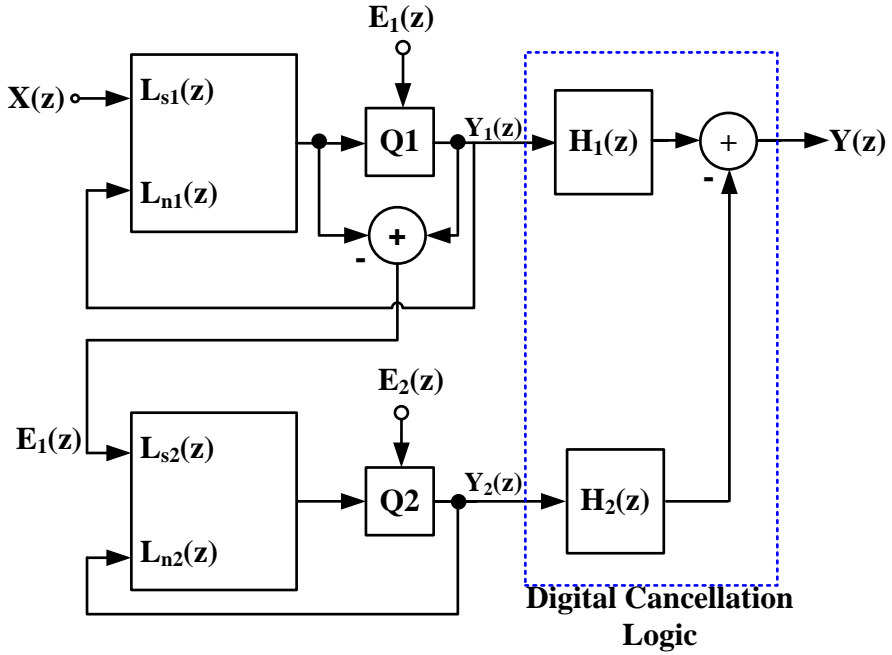 E₁(z)
X(z)
Lₛ₁(z)
Lₙ₁(z)
Q1
Y₁(z)
H₁(z)
+
-
Y(z)
+
-
E₂(z)
E₁(z)
Lₛ₂(z)
Lₙ₂(z)
Q2
Y₂(z)
H₂(z)
Digital Cancellation
Logic